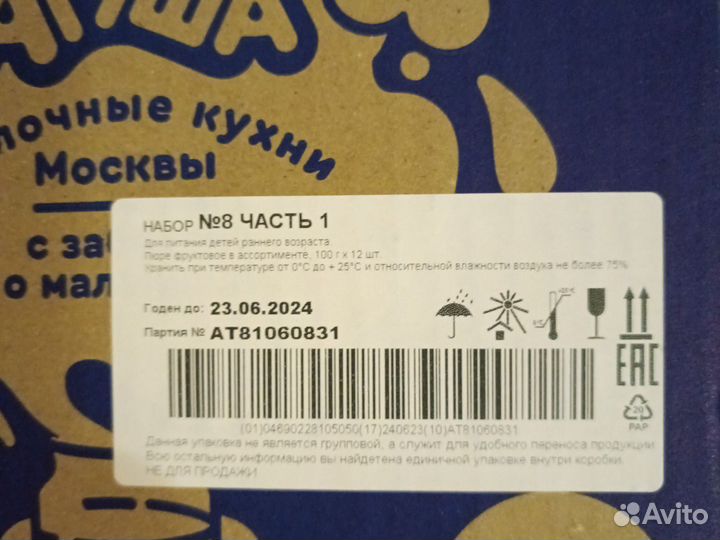 АГУША
лочные кухни
Москвы
с за
о мал
НАБОР №8 ЧАСТЬ 1
Для питания детей раннего возраста.
Пюре фруктовое в ассортименте, 100 г х 12 шт.
Хранить при температуре от 0°С до + 25°С и относительной влажности воздуха не более 75%
Годен до: 23.06.2024
Партия № АТ81060831
(01)04690228105050(17)240623(10)AT81060831
EAC
20
PAP
Данная упаковка не является групповой, а служит для удобного переноса продукции
Всю остальную информацию вы найдете на единичной упаковке внутри коробки.
НЕ ДЛЯ ПРОДАЖИ
Avito